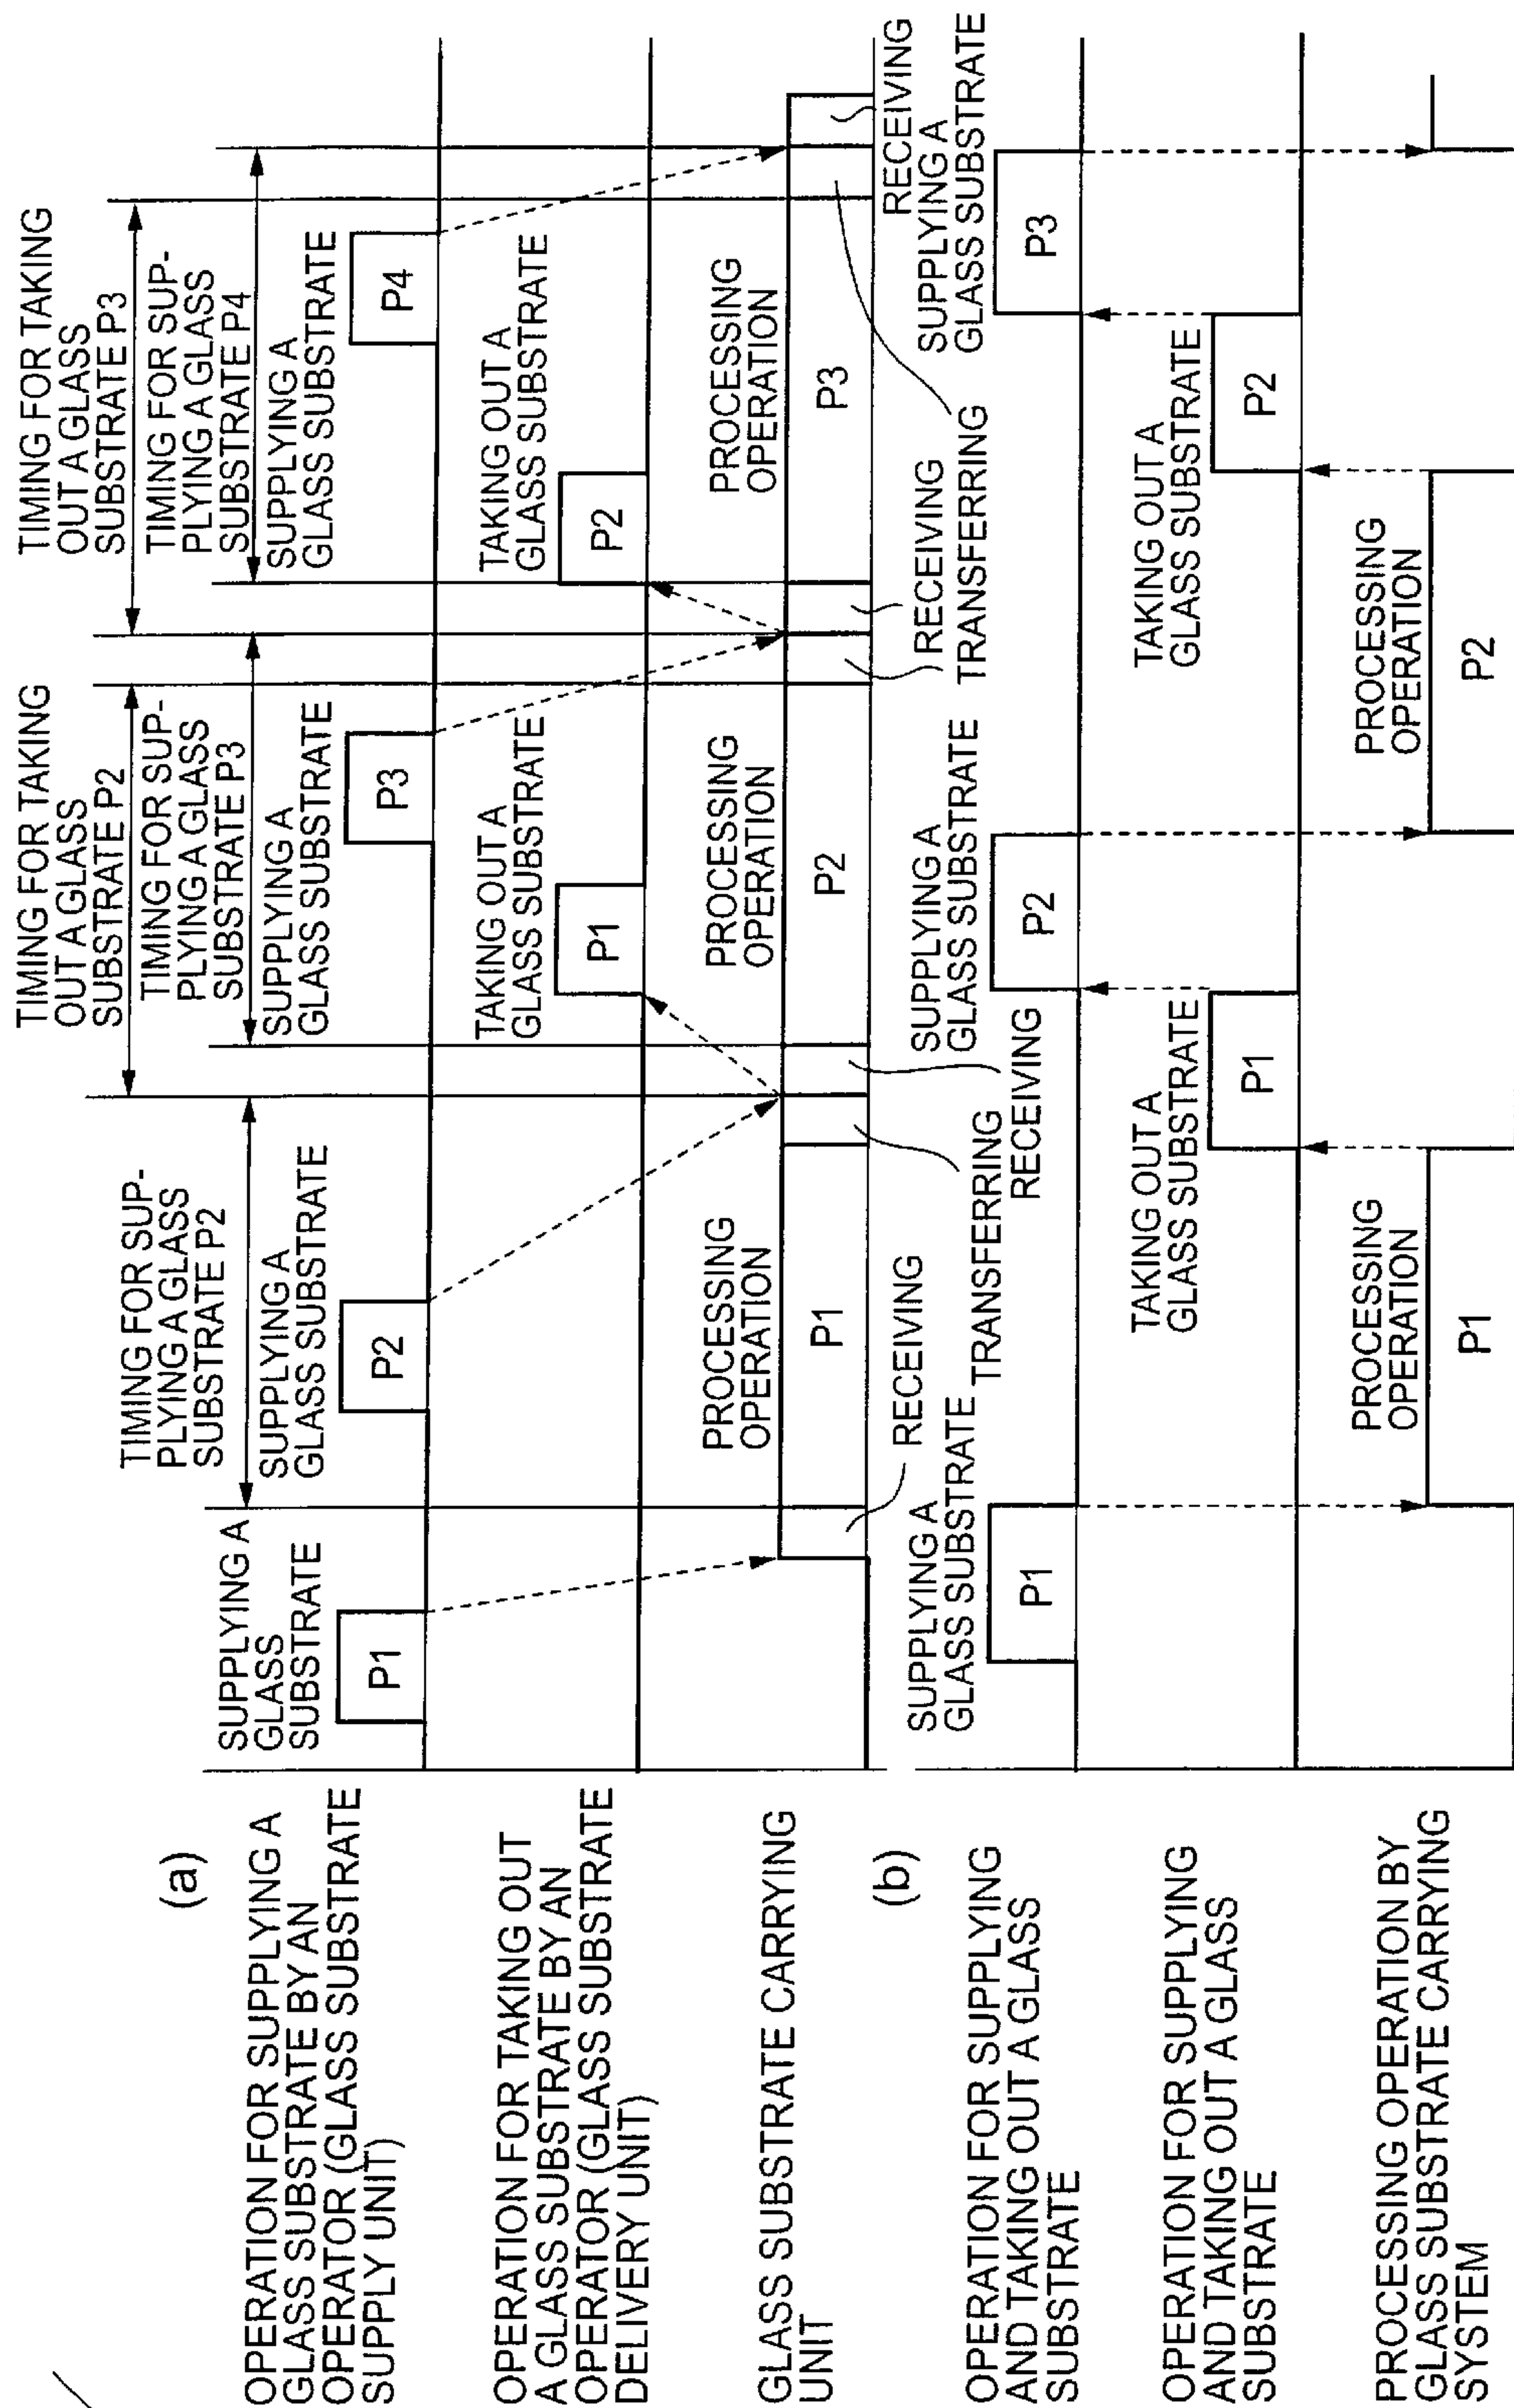 (a)
OPERATION FOR SUPPLYING A
GLASS SUBSTRATE BY AN
OPERATOR (GLASS SUBSTRATE
SUPPLY UNIT)
SUPPLYING A
GLASS
SUBSTRATE
P1
TIMING FOR SUP-
PLYING A GLASS
SUBSTRATE P2
SUPPLYING A
GLASS SUBSTRATE
P2
TIMING FOR TAKING
OUT A GLASS
SUBSTRATE P2
TIMING FOR SUP-
PLYING A GLASS
SUBSTRATE P3
SUPPLYING A
GLASS SUBSTRATE
P3
TIMING FOR TAKING
OUT A GLASS
SUBSTRATE P3
TIMING FOR SUP-
PLYING A GLASS
SUBSTRATE P4
SUPPLYING A
GLASS SUBSTRATE
P4
OPERATION FOR TAKING OUT
A GLASS SUBSTRATE BY AN
OPERATOR (GLASS SUBSTRATE
DELIVERY UNIT)
TAKING OUT A
GLASS SUBSTRATE
P1
TAKING OUT A
GLASS SUBSTRATE
P2
GLASS SUBSTRATE CARRYING
UNIT
PROCESSING
OPERATION
P1
PROCESSING
OPERATION
P2
PROCESSING
OPERATION
P3
RECEIVING
TRANSFERRING
RECEIVING
TRANSFERRING
RECEIVING
TRANSFERRING
RECEIVING
(b)
OPERATION FOR SUPPLYING
AND TAKING OUT A GLASS
SUBSTRATE
SUPPLYING A
GLASS SUBSTRATE
P1
SUPPLYING A
GLASS SUBSTRATE
P2
SUPPLYING A
GLASS SUBSTRATE
P3
OPERATION FOR SUPPLYING
AND TAKING OUT A GLASS
SUBSTRATE
TAKING OUT A
GLASS SUBSTRATE
P1
TAKING OUT A
GLASS SUBSTRATE
P2
PROCESSING OPERATION BY
GLASS SUBSTRATE CARRYING
SYSTEM
PROCESSING
OPERATION
P1
PROCESSING
OPERATION
P2